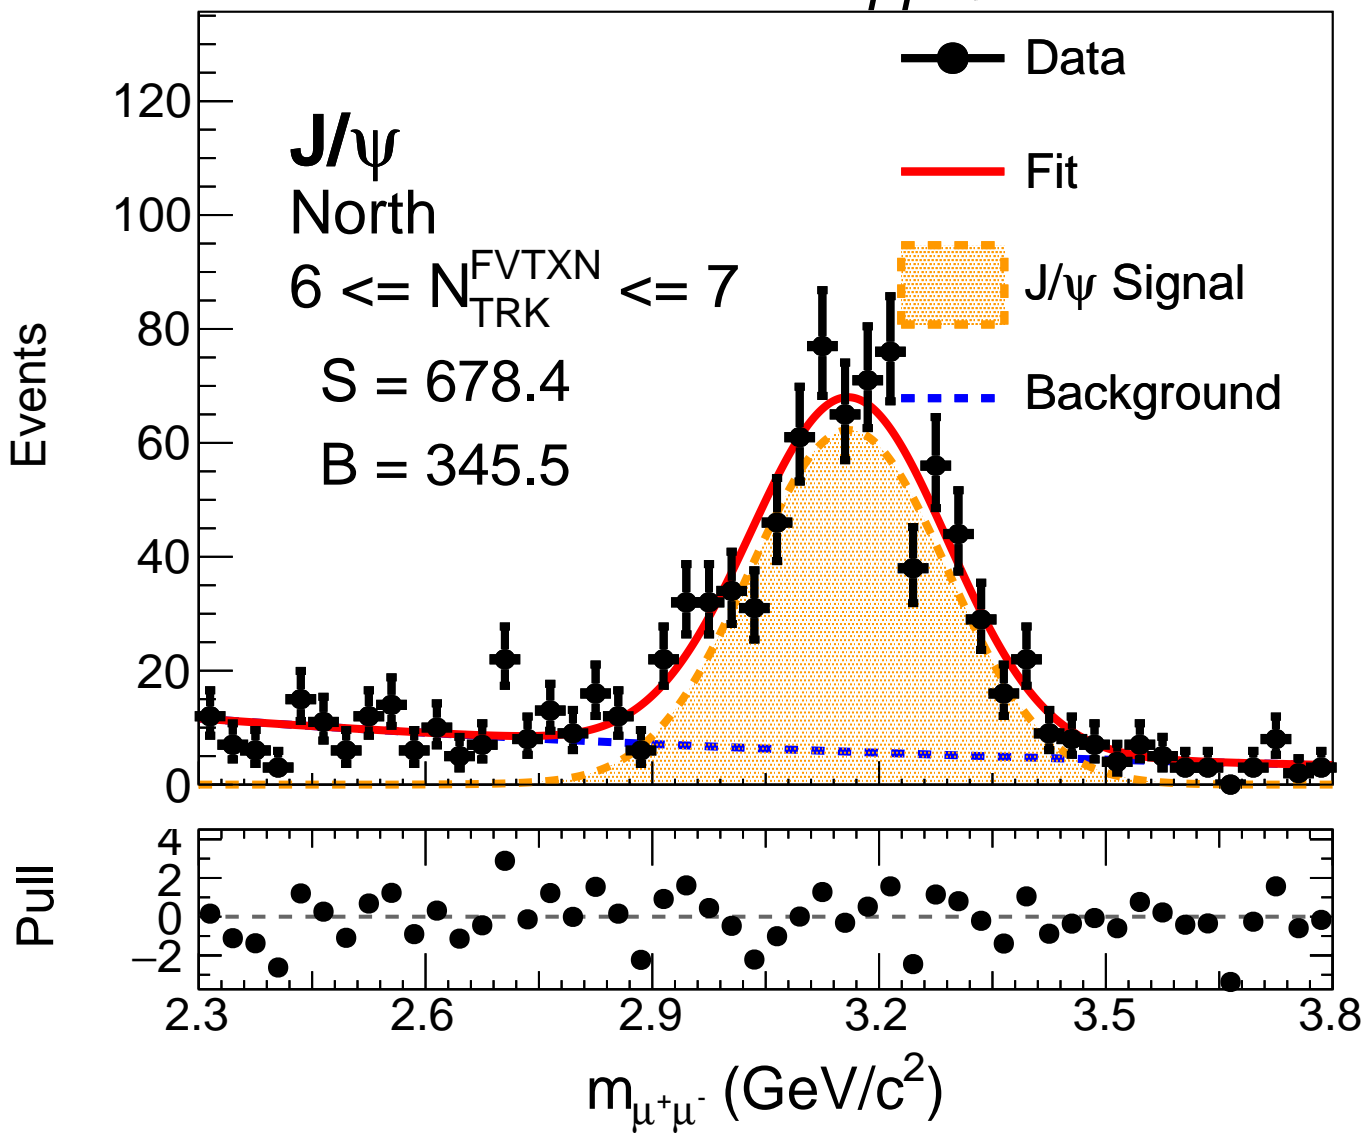 Data
Fit
J/ψ Signal
Background
J/ψ
North
6 <= N_TRK^FVTXN <= 7
S = 678.4
B = 345.5
Events
120
100
80
60
40
20
0
Pull
4
2
0
−2
2.3 2.6 2.9 3.2 3.5 3.8
m_μ⁺μ⁻ (GeV/c²)